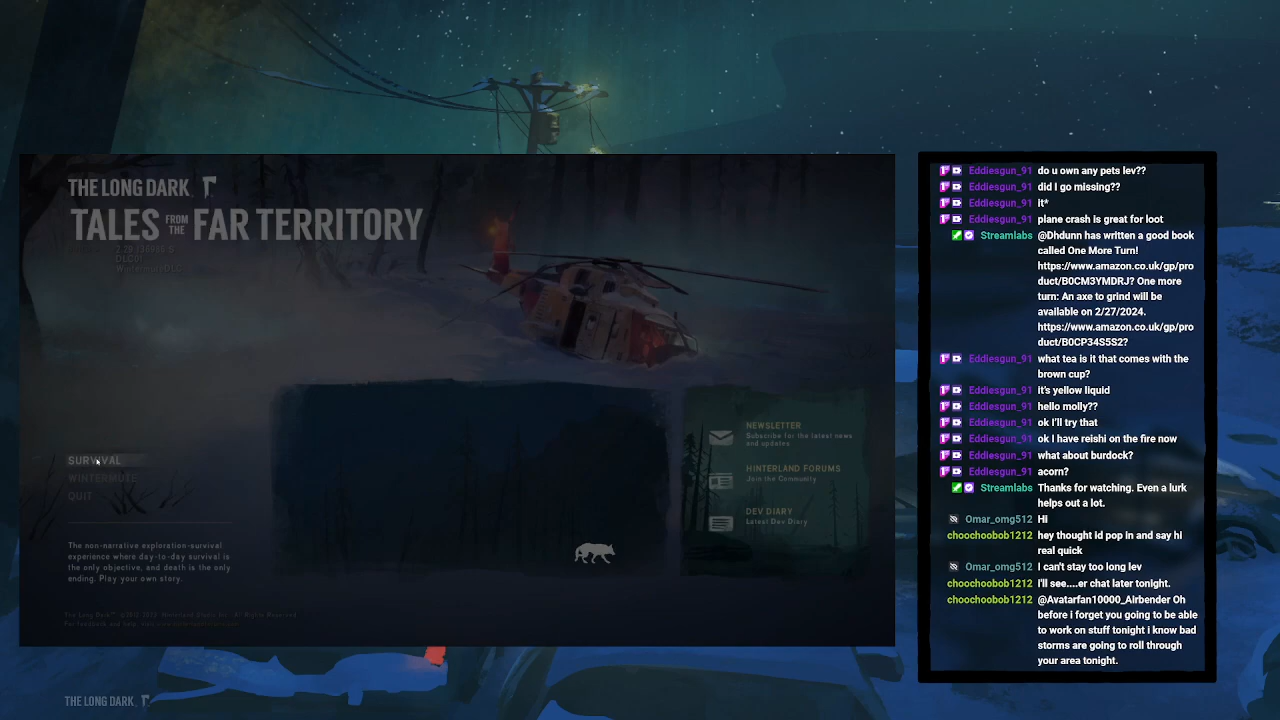 THE LONG DARK
TALES FROM THE FAR TERRITORY
DLC01
WintermuteDLC
SURVIVAL
WINTERMUTE
QUIT
The non-narrative exploration-survival
experience where day-to-day survival is
the only objective, and death is the only
ending. Play your own story.
NEWSLETTER
Subscribe for the latest news
and updates
HINTERLAND FORUMS
Join the Community
DEV DIARY
Latest Dev Diary
THE LONG DARK
Eddiesgun_91 do u own any pets lev??
Eddiesgun_91 did I go missing??
Eddiesgun_91 it*
Eddiesgun_91 plane crash is great for loot
Streamlabs @Dhdunn has written a good book
called One More Turn!
https://www.amazon.co.uk/gp/pro
duct/B0CM3YMDRJ? One more
turn: An axe to grind will be
available on 2/27/2024.
https://www.amazon.co.uk/gp/pro
duct/B0CP34S5S2?
Eddiesgun_91 what tea is it that comes with the
brown cup?
Eddiesgun_91 it's yellow liquid
Eddiesgun_91 hello molly??
Eddiesgun_91 ok I'll try that
Eddiesgun_91 ok I have reishi on the fire now
Eddiesgun_91 what about burdock?
Eddiesgun_91 acorn?
Streamlabs Thanks for watching. Even a lurk
helps out a lot.
Omar_omg512 Hi
choochoobob1212 hey thought id pop in and say hi
real quick
Omar_omg512 I can't stay too long lev
choochoobob1212 I'll see....er chat later tonight.
choochoobob1212 @Avatarfan10000_Airbender Oh
before i forget you going to be able
to work on stuff tonight i know bad
storms are going to roll through
your area tonight.